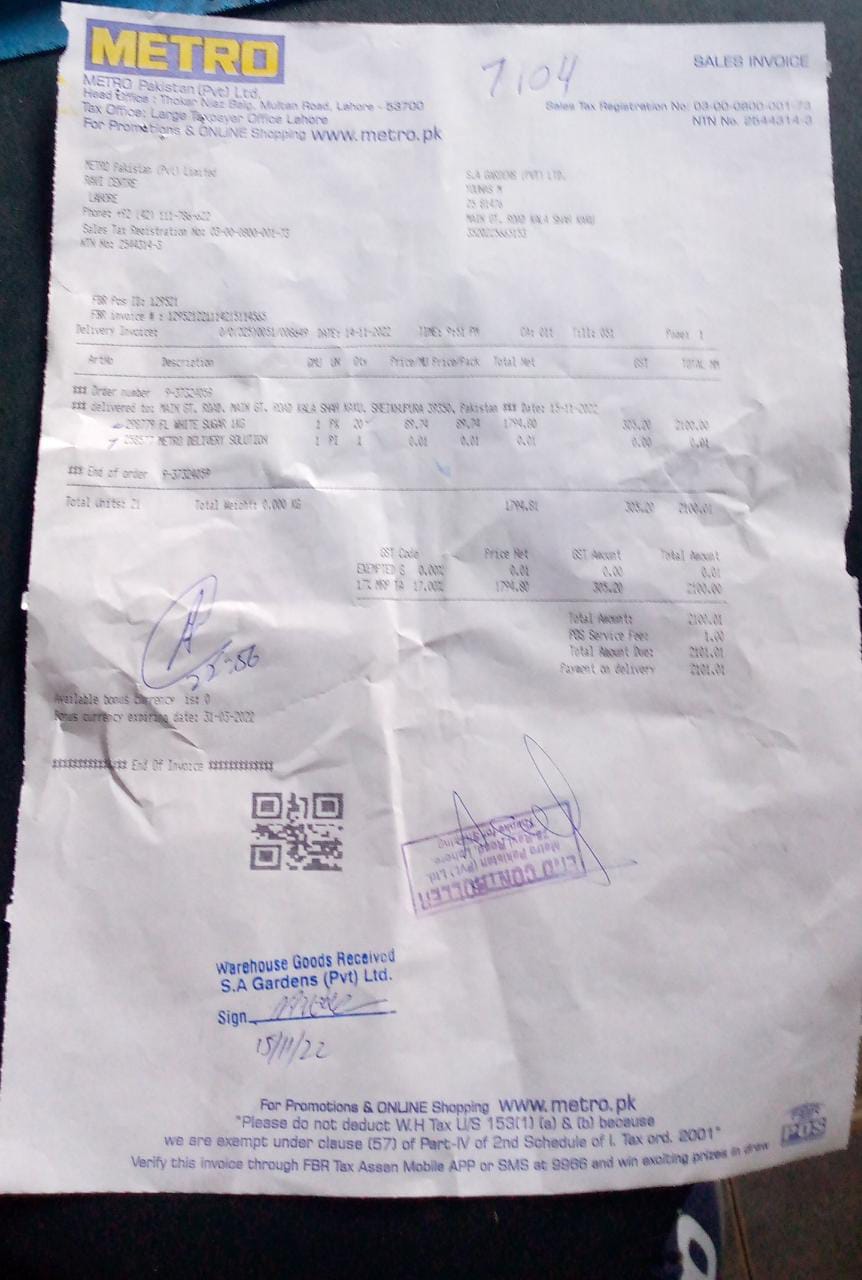 METRO
7104
SALES INVOICE
METRO Pakistan (Pvt) Ltd.
Head Office : Thokar Niaz Baig, Multan Road, Lahore - 53700
Tax Office: Large Taxpayer Office Lahore
For Promotions & ONLINE Shopping www.metro.pk
Sales Tax Registration No: 03-00-0800-001-73
NTN No. 2544314-3
METRO Pakistan (Pvt) Limited
RAVI CENTRE
LAHORE
Phone: +92 (42) 111-786-622
Sales Tax Registration No: 03-00-0800-001-73
NTN No: 2544314-3
S.A GARDENS (PVT) LTD.
YOUNAS M
25 81476
MAIN GT. ROAD KALA SHAH KAKU
FBR Pos ID: 129521
FBR invoice # :
Delivery Invoice: DATE: 14-11-2022 TIME: 9:51 PM CA: 011 Till: 051 Page: 1
ArtNo Description Qty Price/MU Price/Pack Total Net GST TOTAL
*** Order number 9-37324059
*** delivered to: MAIN GT. ROAD, MAIN GT. ROAD KALA SHAH KAKU, SHEIKHUPURA 39350, Pakistan *** Date: 15-11-2022
298779 FL WHITE SUGAR 1KG 1 PK 20 89.74 89.74 1794.80 305.20 2100.00
METRO DELIVERY SOLUTION 1 PI 1 0.01 0.01 0.01 0.00 0.01
*** End of order 9-37324059
Total Units: 21 Total Weight: 0.000 KG 1794.81 305.20 2100.01
GST Code Price Net GST Amount Total Amount
EXEMPTED S 0.00% 0.01 0.00 0.01
17% MRP TA 17.00% 1794.80 305.20 2100.00
Total Amount: 2100.01
POS Service Fee: 1.00
Total Amount Due: 2101.01
Payment on delivery 2101.01
Available bonus currency is: 0
Bonus currency expiring date: 31-03-2022
************* End Of Invoice *************
Metro Pakistan (Pvt.) Ltd.
CONTROLLER
Warehouse Goods Received
S.A Gardens (Pvt) Ltd.
Sign
15/11/22
For Promotions & ONLINE Shopping www.metro.pk
"Please do not deduct W.H Tax U/S 153(1) (a) & (b) because
we are exempt under clause (57) of Part-IV of 2nd Schedule of I. Tax ord. 2001"
Verify this invoice through FBR Tax Assan Mobile APP or SMS at 9966 and win exciting prizes in draw
FBR
POS